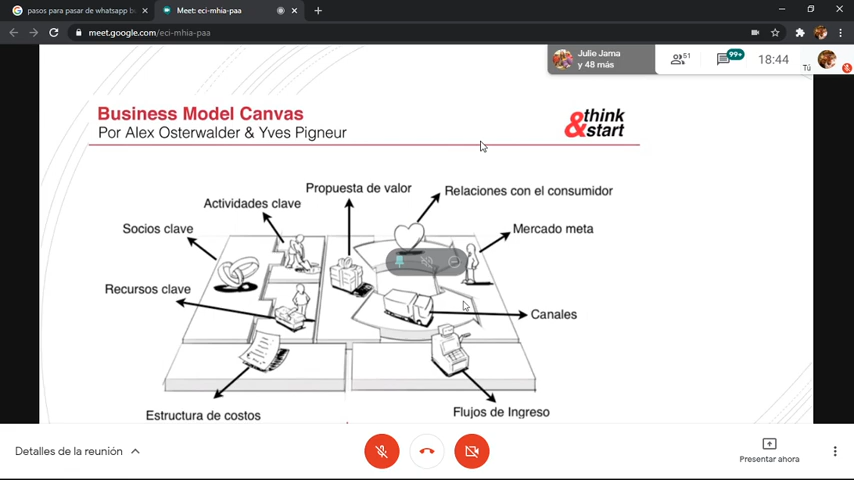 pasos para pasar de whatsapp bu
Meet: eci-mhia-paa
meet.google.com/eci-mhia-paa
Julie Jama
y 48 más
51
99+
18:44
Tú
Business Model Canvas
Por Alex Osterwalder & Yves Pigneur
think
&start
Propuesta de valor
Relaciones con el consumidor
Actividades clave
Socios clave
Mercado meta
Recursos clave
Canales
Estructura de costos
Flujos de Ingreso
Detalles de la reunión
Presentar ahora